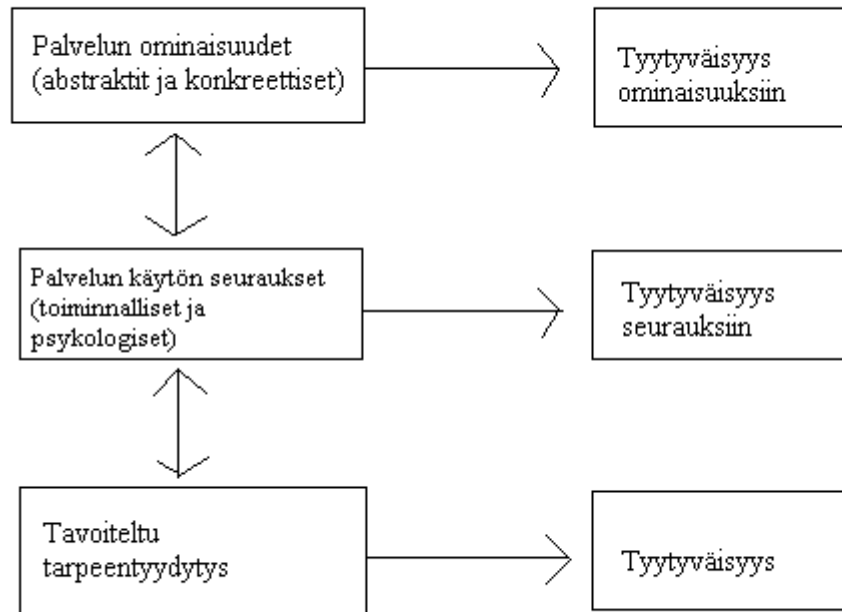 Palvelun ominaisuudet
(abstraktit ja konkreettiset)
Tyytyväisyys
ominaisuuksiin
Palvelun käytön seuraukset
(toiminnalliset ja
psykologiset)
Tyytyväisyys
seurauksiin
Tavoiteltu
tarpeentyydytys
Tyytyväisyys